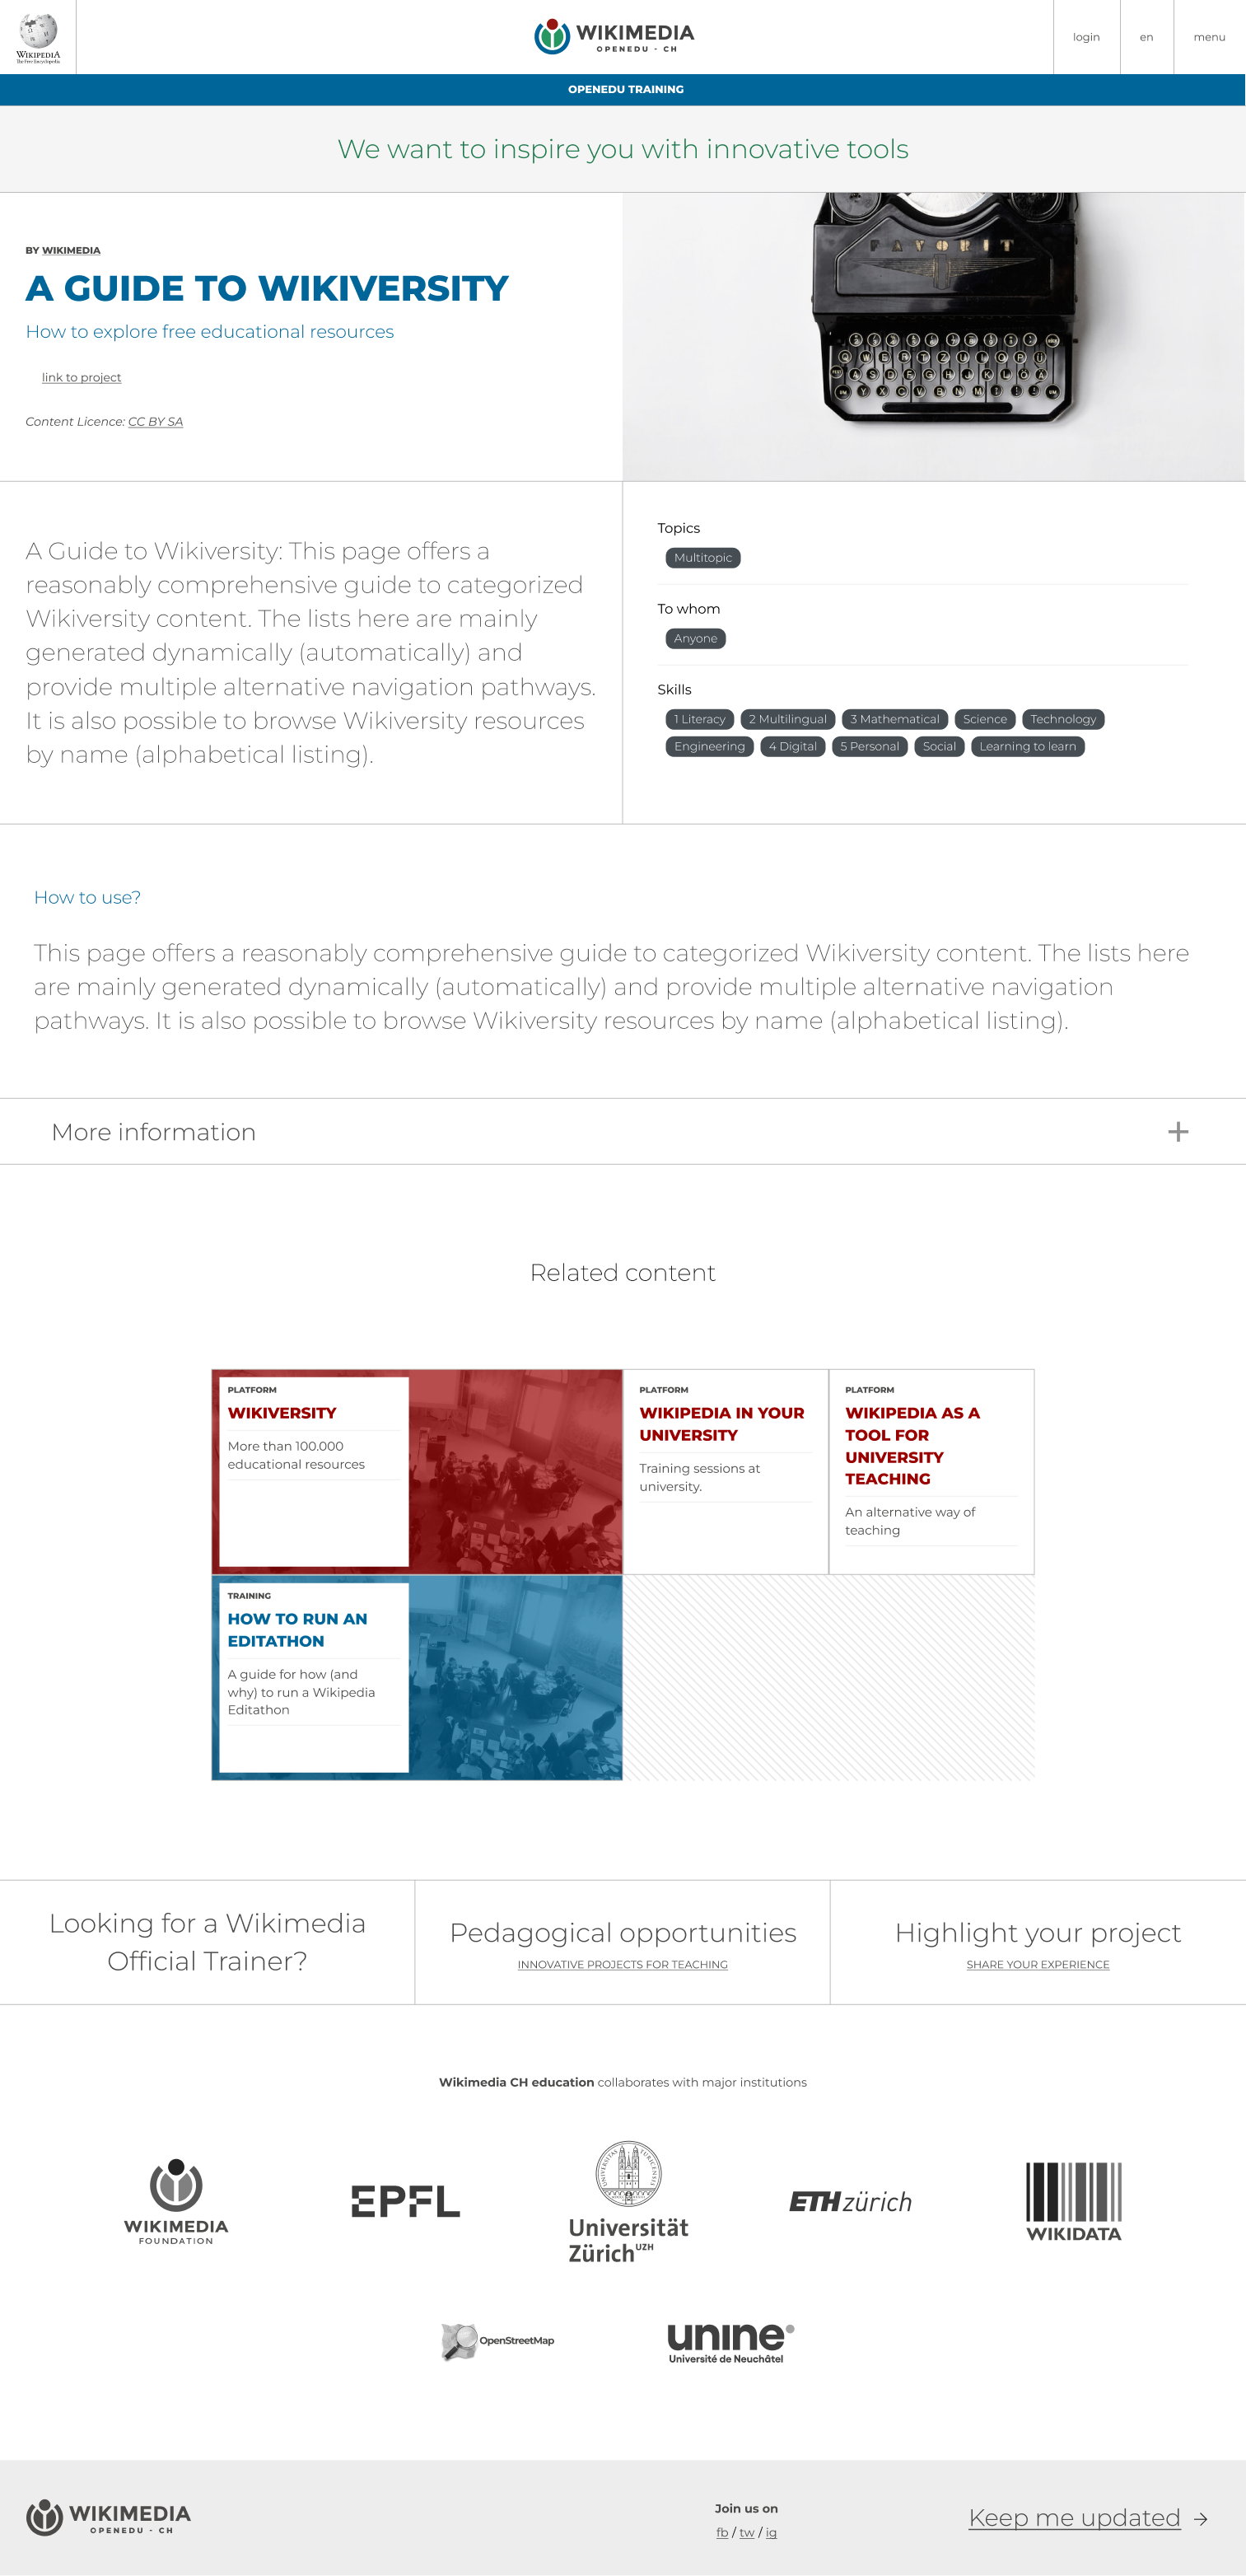 WIKIPEDIA
The Free Encyclopedia
WIKIMEDIA
OPENEDU - CH
login
en
menu
OPENEDU TRAINING
We want to inspire you with innovative tools
BY WIKIMEDIA
A GUIDE TO WIKIVERSITY
How to explore free educational resources
link to project
Content Licence: CC BY SA
FAVORIT
A Guide to Wikiversity: This page offers a
reasonably comprehensive guide to categorized
Wikiversity content. The lists here are mainly
generated dynamically (automatically) and
provide multiple alternative navigation pathways.
It is also possible to browse Wikiversity resources
by name (alphabetical listing).
Topics
Multitopic
To whom
Anyone
Skills
1 Literacy 2 Multilingual 3 Mathematical Science Technology
Engineering 4 Digital 5 Personal Social Learning to learn
How to use?
This page offers a reasonably comprehensive guide to categorized Wikiversity content. The lists here
are mainly generated dynamically (automatically) and provide multiple alternative navigation
pathways. It is also possible to browse Wikiversity resources by name (alphabetical listing).
More information
Related content
PLATFORM
WIKIVERSITY
More than 100.000
educational resources
PLATFORM
WIKIPEDIA IN YOUR
UNIVERSITY
Training sessions at
university.
PLATFORM
WIKIPEDIA AS A
TOOL FOR
UNIVERSITY
TEACHING
An alternative way of
teaching
TRAINING
HOW TO RUN AN
EDITATHON
A guide for how (and
why) to run a Wikipedia
Editathon
Looking for a Wikimedia
Official Trainer?
Pedagogical opportunities
INNOVATIVE PROJECTS FOR TEACHING
Highlight your project
SHARE YOUR EXPERIENCE
Wikimedia CH education collaborates with major institutions
WIKIMEDIA
FOUNDATION
EPFL
Universität
Zürich UZH
ETH zürich
WIKIDATA
OpenStreetMap
unine
Université de Neuchâtel
WIKIMEDIA
OPENEDU - CH
Join us on
fb / tw / ig
Keep me updated